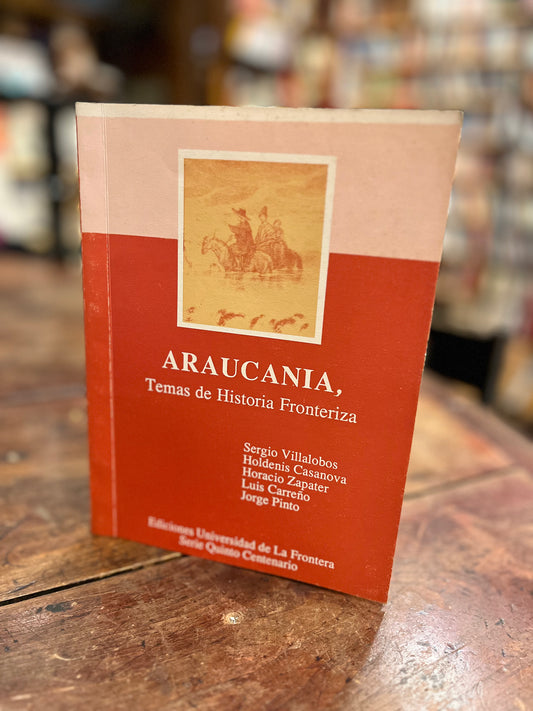 ARAUCANIA,
Temas de Historia Fronteriza
Sergio Villalobos
Holdenis Casanova
Horacio Zapater
Luis Carreño
Jorge Pinto
Ediciones Universidad de La Frontera
Serie Quinto Centenario